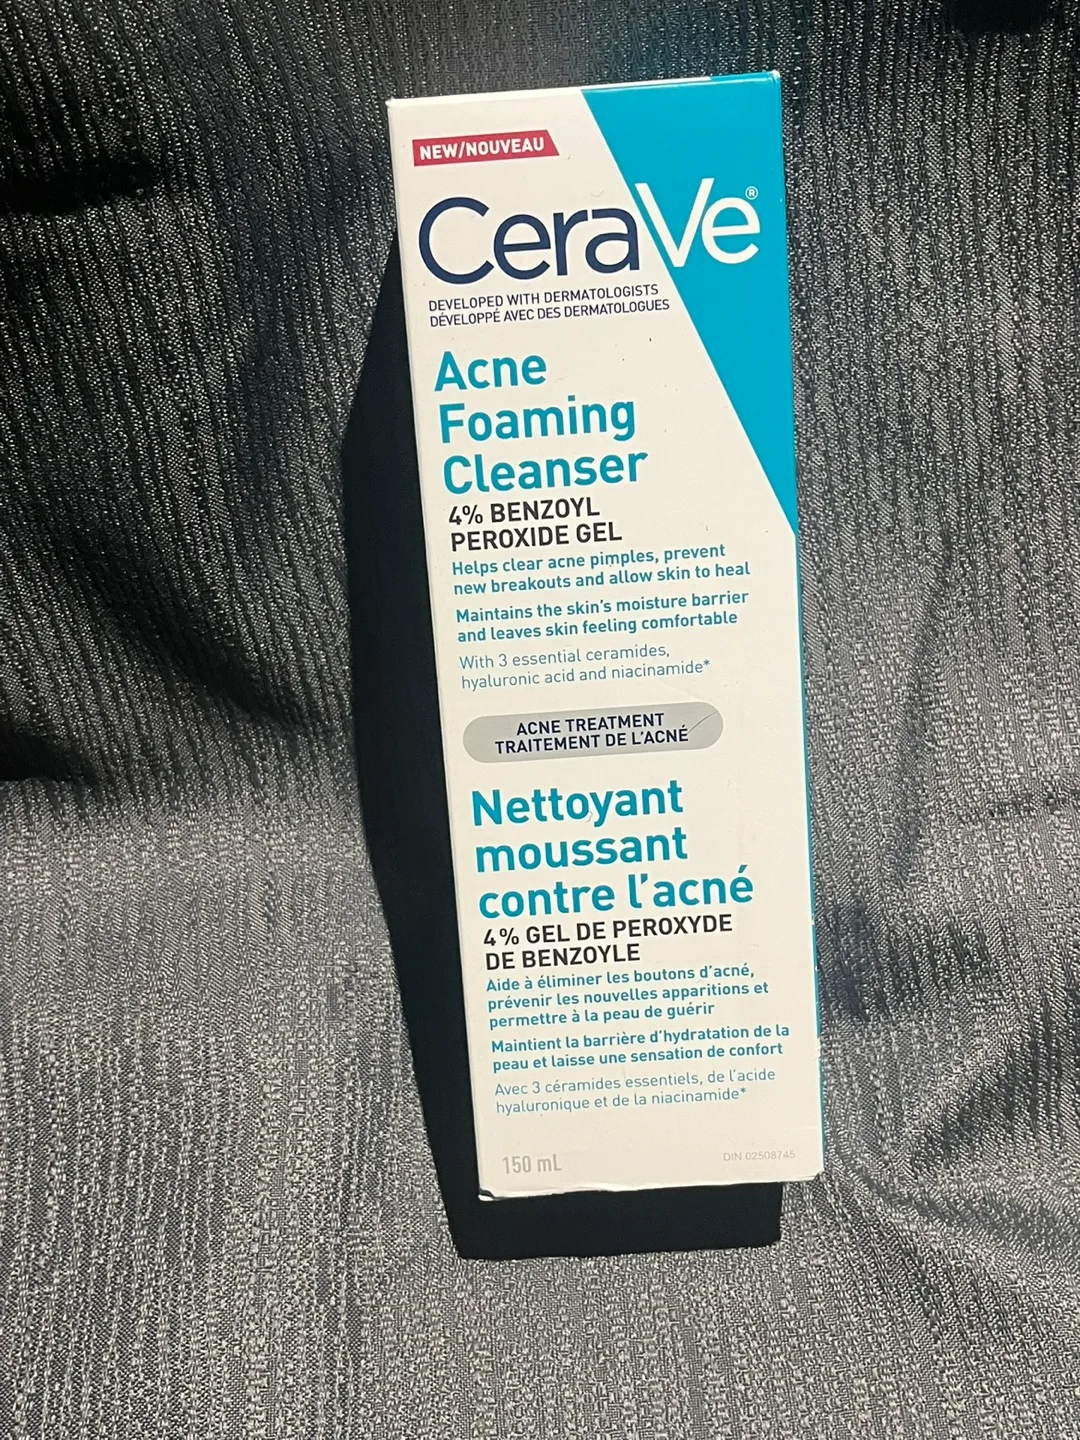 NEW/NOUVEAU
CeraVe®
DEVELOPED WITH DERMATOLOGISTS
DÉVELOPPÉ AVEC DES DERMATOLOGUES
Acne
Foaming
Cleanser
4% BENZOYL
PEROXIDE GEL
Helps clear acne pimples, prevent
new breakouts and allow skin to heal
Maintains the skin's moisture barrier
and leaves skin feeling comfortable
With 3 essential ceramides,
hyaluronic acid and niacinamide*
ACNE TREATMENT
TRAITEMENT DE L'ACNÉ
Nettoyant
moussant
contre l'acné
4% GEL DE PEROXYDE
DE BENZOYLE
Aide à éliminer les boutons d'acné,
prévenir les nouvelles apparitions et
permettre à la peau de guérir
Maintient la barrière d'hydratation de la
peau et laisse une sensation de confort
Avec 3 céramides essentiels, de l'acide
hyaluronique et de la niacinamide*
150 mL
DIN 02508745